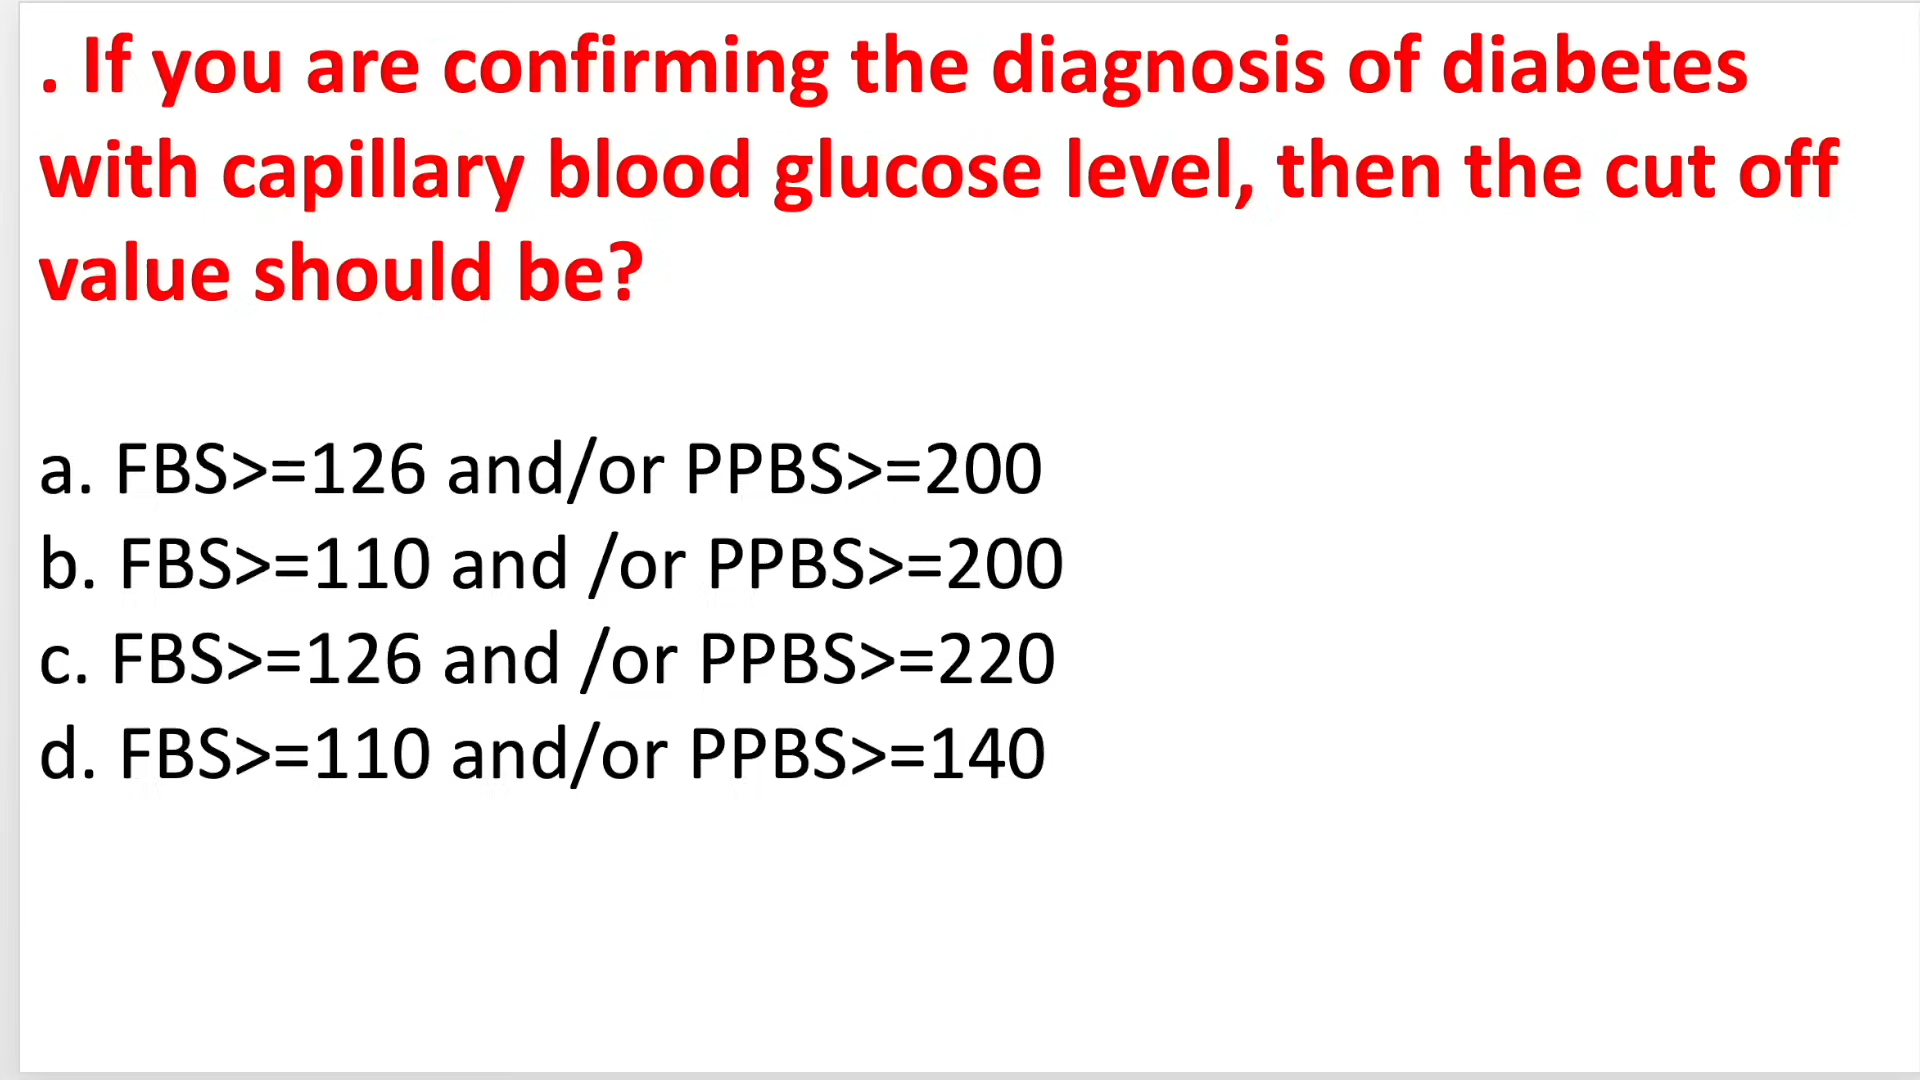 . If you are confirming the diagnosis of diabetes
with capillary blood glucose level, then the cut off
value should be?
a. FBS>=126 and/or PPBS>=200
b. FBS>=110 and /or PPBS>=200
c. FBS>=126 and /or PPBS>=220
d. FBS>=110 and/or PPBS>=140